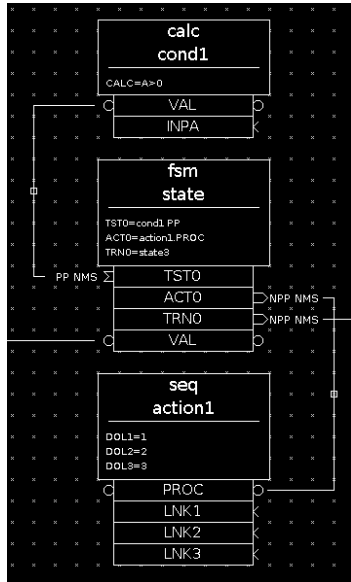 calc
cond1
CALC=A>0
VAL
INPA
fsm
state
TST0=cond1 PP
ACT0=action1.PROC
TRN0=state3
PP NMS TST0
ACT0 NPP NMS
TRN0 NPP NMS
VAL
seq
action1
DOL1=1
DOL2=2
DOL3=3
PROC
LNK1
LNK2
LNK3